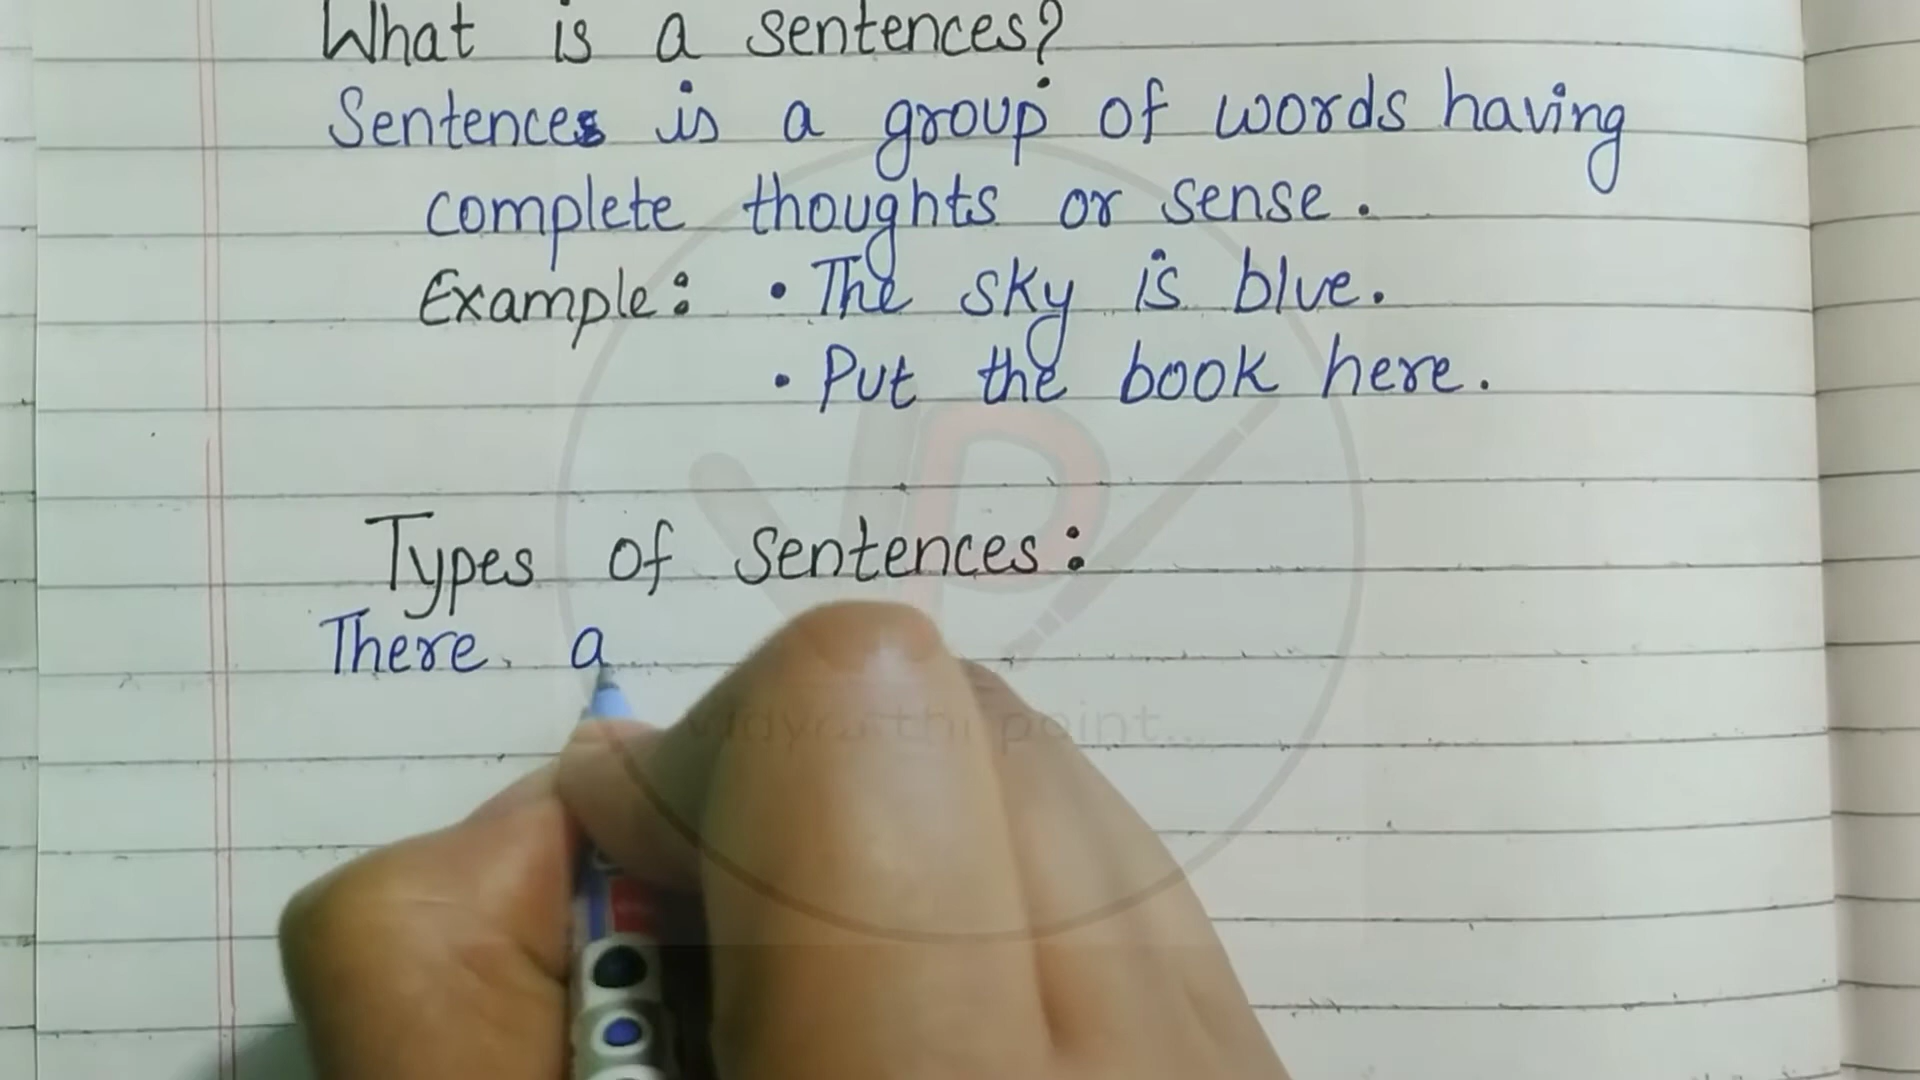 What is a sentences?
Sentences is a group of words having
complete thoughts or sense.
Example: • The sky is blue.
• Put the book here.
Types of Sentences:
There a